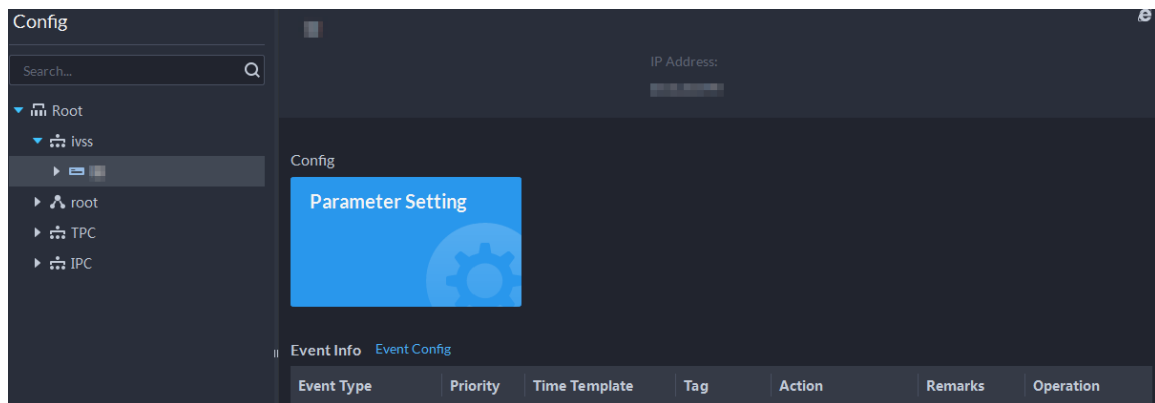 Config
Search...
Root
ivss
root
TPC
IPC
IP Address:
Config
Parameter Setting
Event Info Event Config
Event Type Priority Time Template Tag Action Remarks Operation